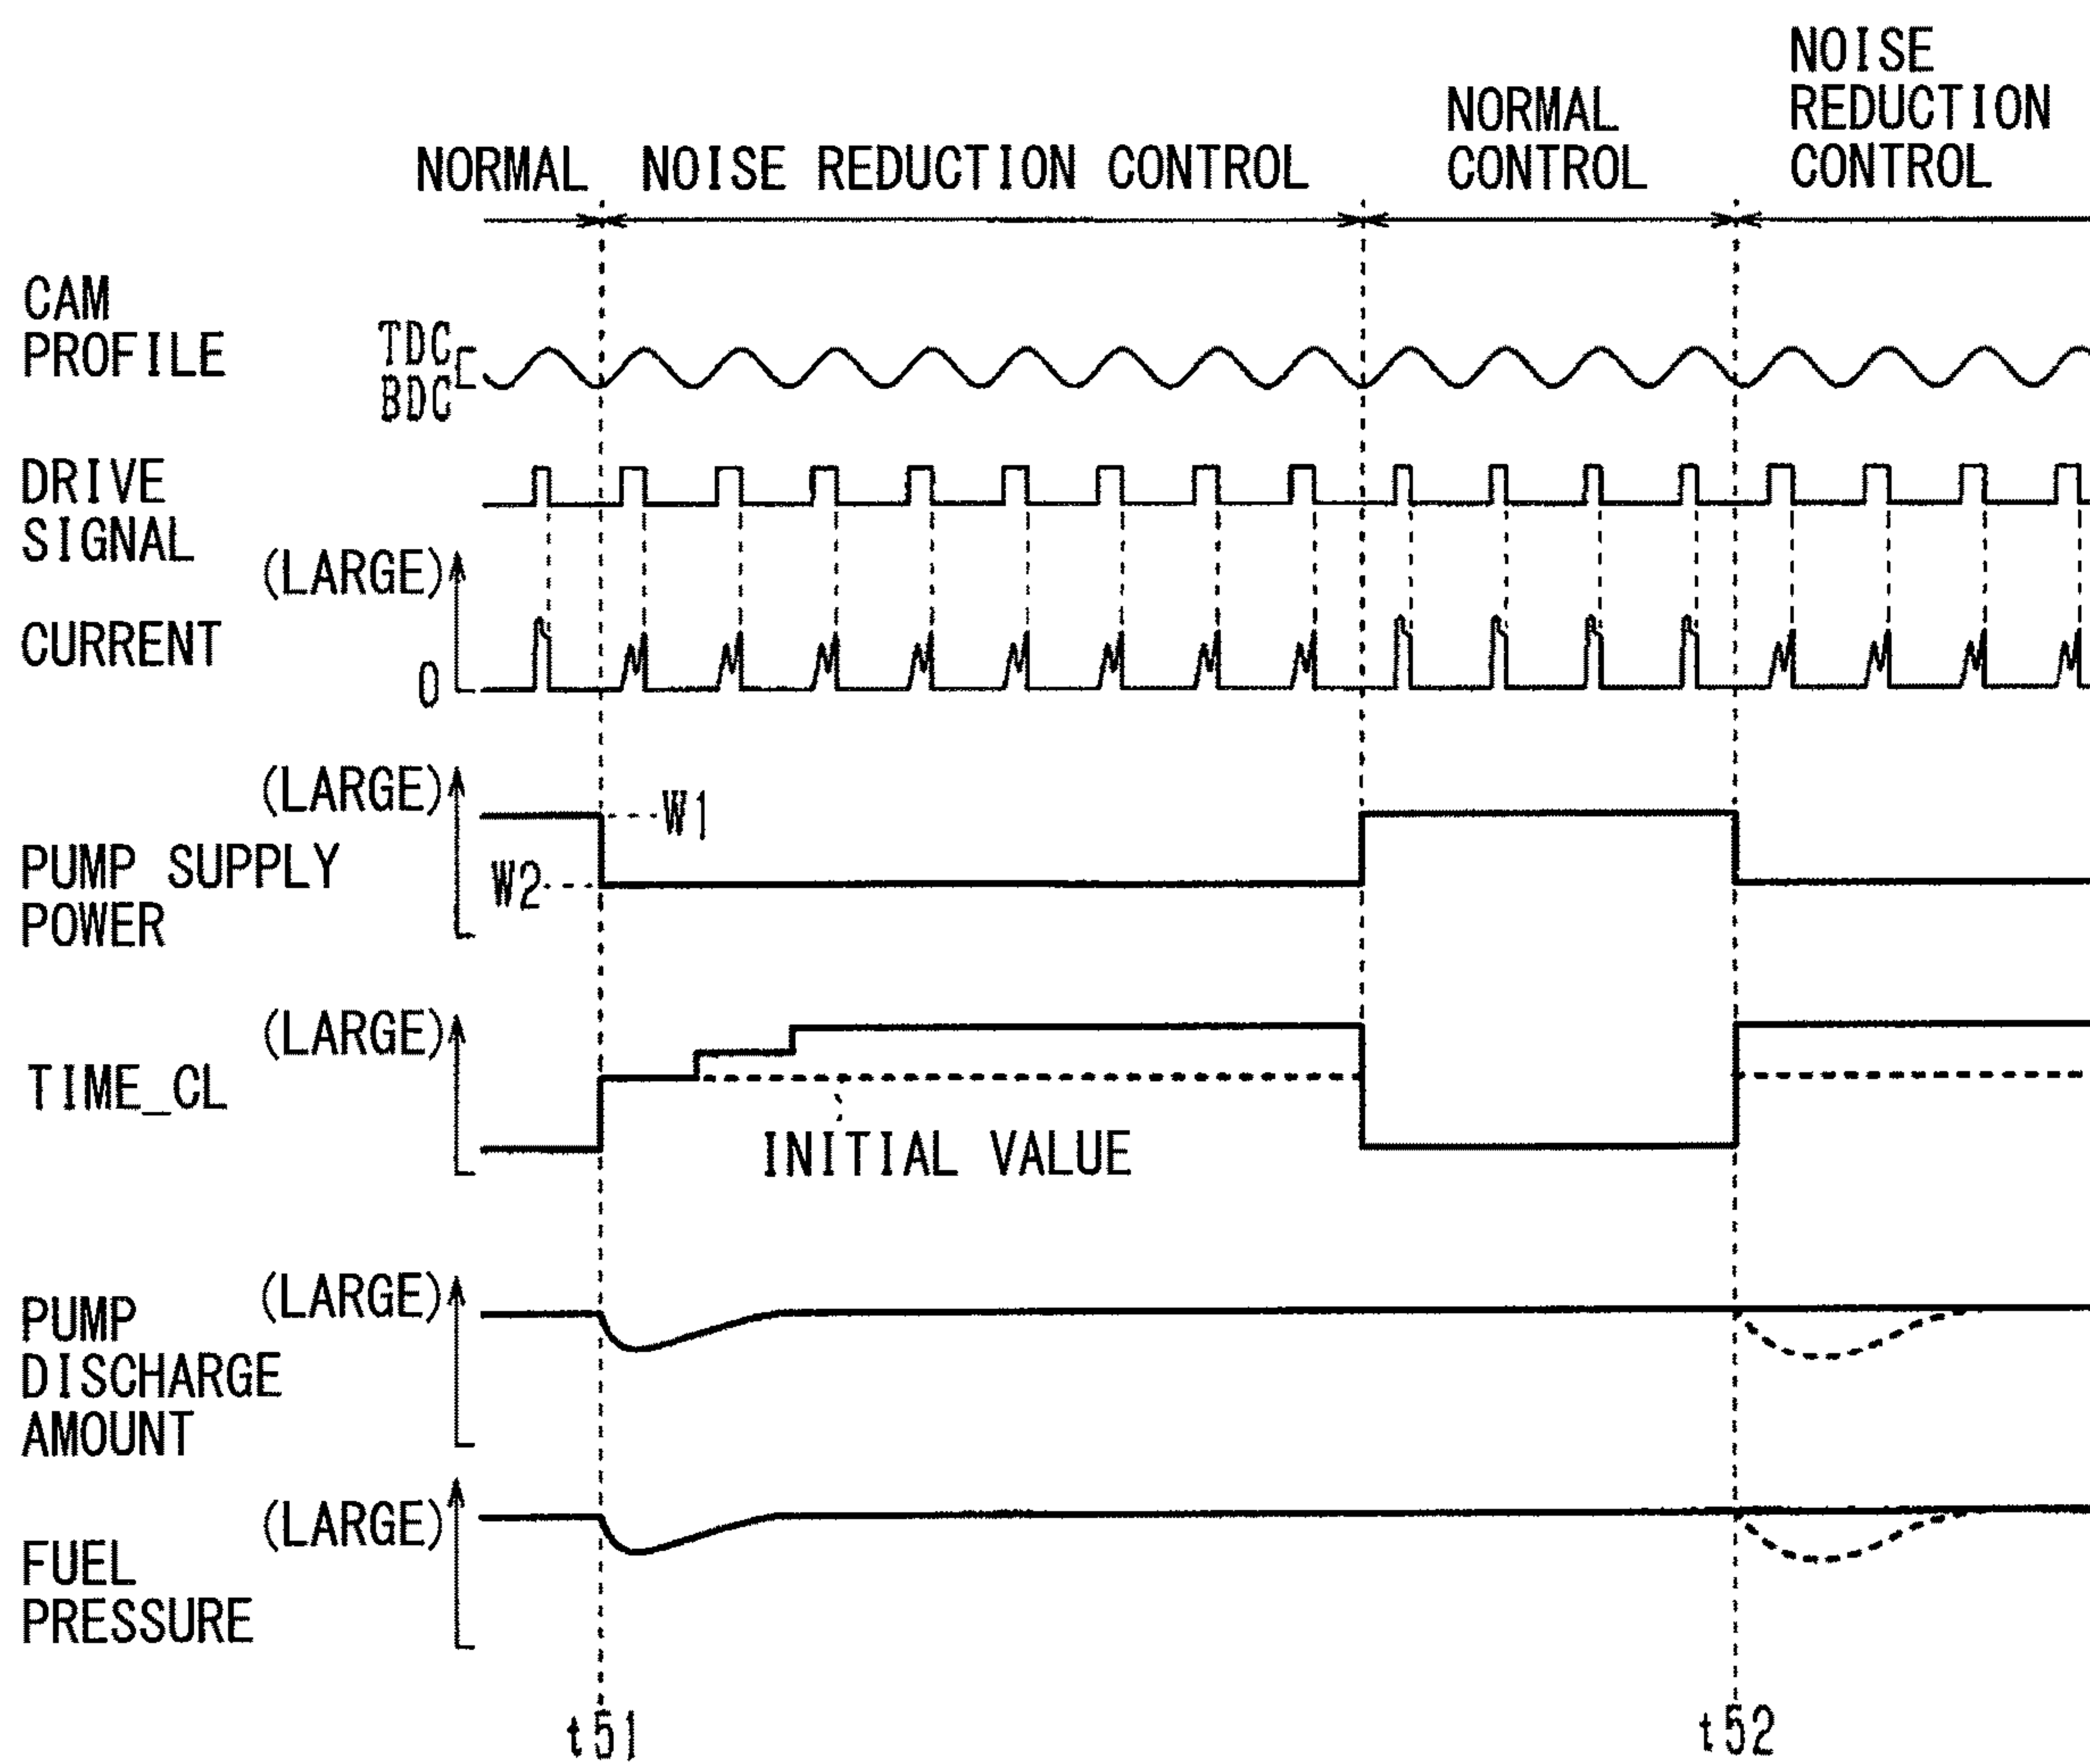 NOISE
REDUCTION
CONTROL
NORMAL
CONTROL
NORMAL
NOISE REDUCTION CONTROL
CAM
PROFILE
TDC
BDC
DRIVE
SIGNAL
(LARGE)
CURRENT
0
(LARGE)
W1
PUMP SUPPLY
POWER
W2
(LARGE)
TIME_CL
INITIAL VALUE
(LARGE)
PUMP
DISCHARGE
AMOUNT
(LARGE)
FUEL
PRESSURE
t51
t52